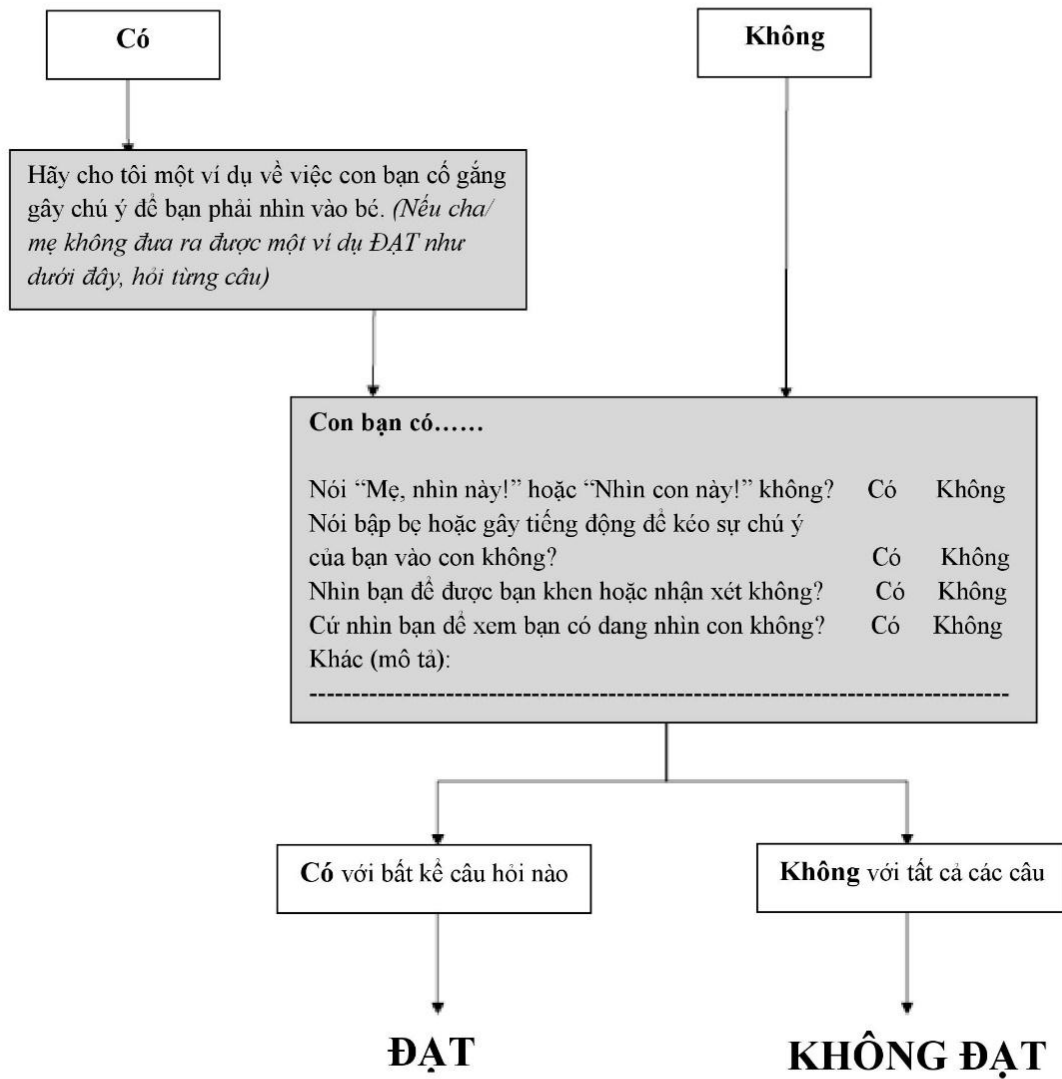 Có
Không
Hãy cho tôi một ví dụ về việc con bạn cố gắng
gây chú ý để bạn phải nhìn vào bé. (Nếu cha/
mẹ không đưa ra được một ví dụ ĐẠT như
dưới đây, hỏi từng câu)
Con bạn có……
Nói “Mẹ, nhìn này!” hoặc “Nhìn con này!” không? Có Không
Nói bập bẹ hoặc gây tiếng động để kéo sự chú ý
của bạn vào con không? Có Không
Nhìn bạn để được bạn khen hoặc nhận xét không? Có Không
Cứ nhìn bạn để xem bạn có đang nhìn con không? Có Không
Khác (mô tả):
Có với bất kể câu hỏi nào
Không với tất cả các câu
ĐẠT
KHÔNG ĐẠT